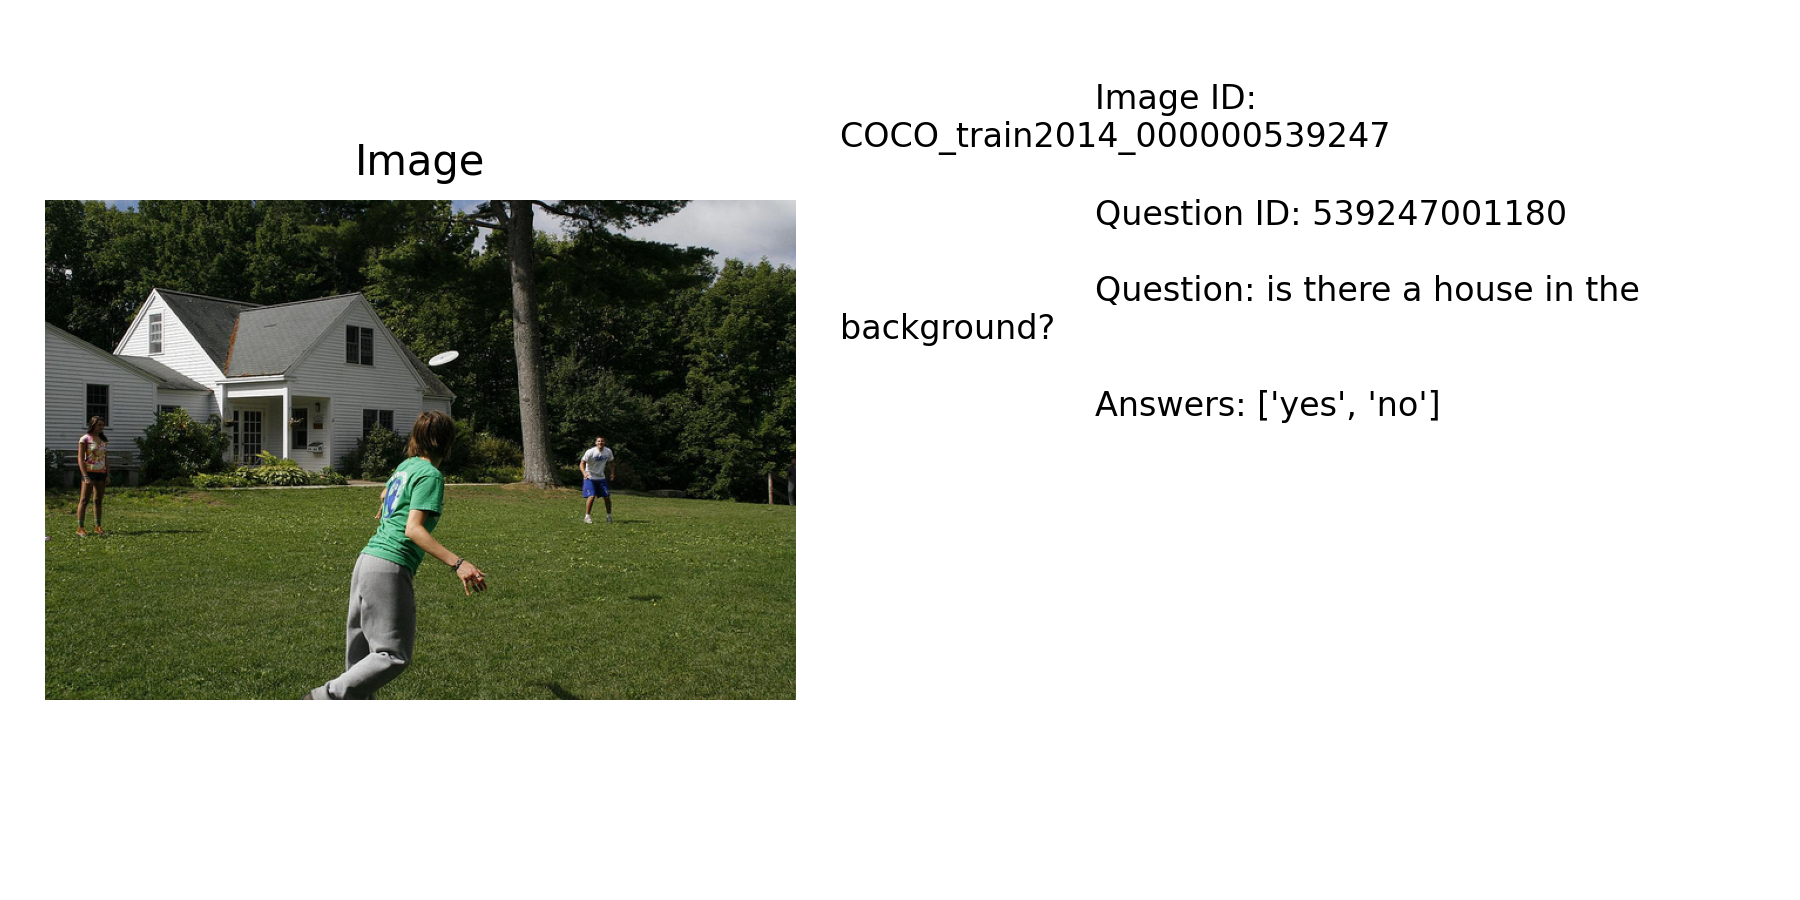 Image
Image ID:
COCO_train2014_000000539247
Question ID: 539247001180
Question: is there a house in the
background?
Answers: ['yes', 'no']